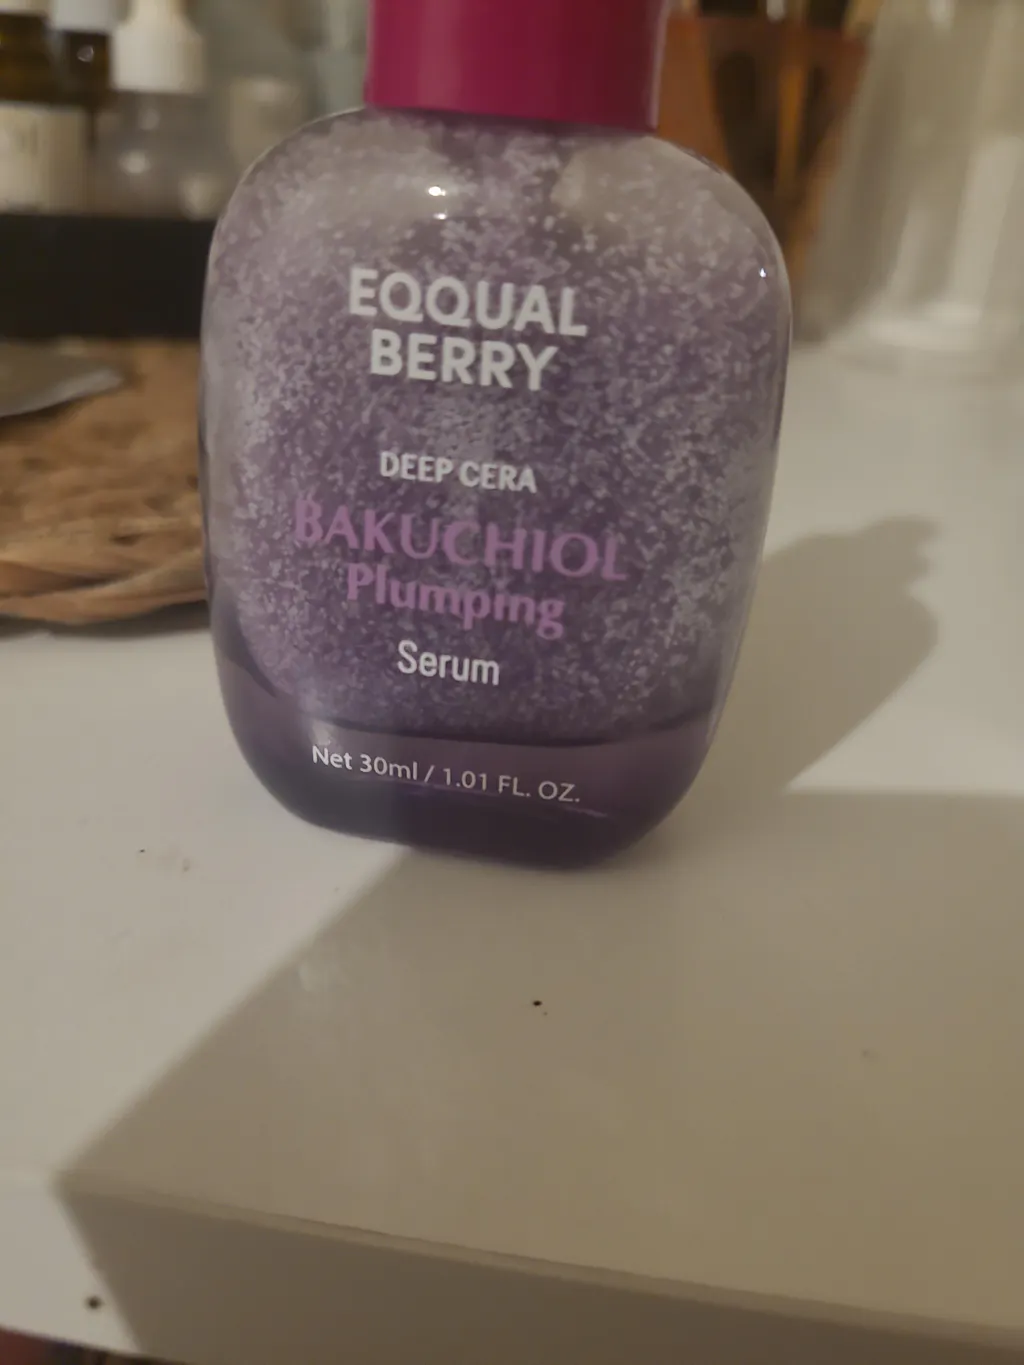 EQQUAL
BERRY
DEEP CERA
BAKUCHIOL
Plumping
Serum
Net 30ml / 1.01 FL. OZ.